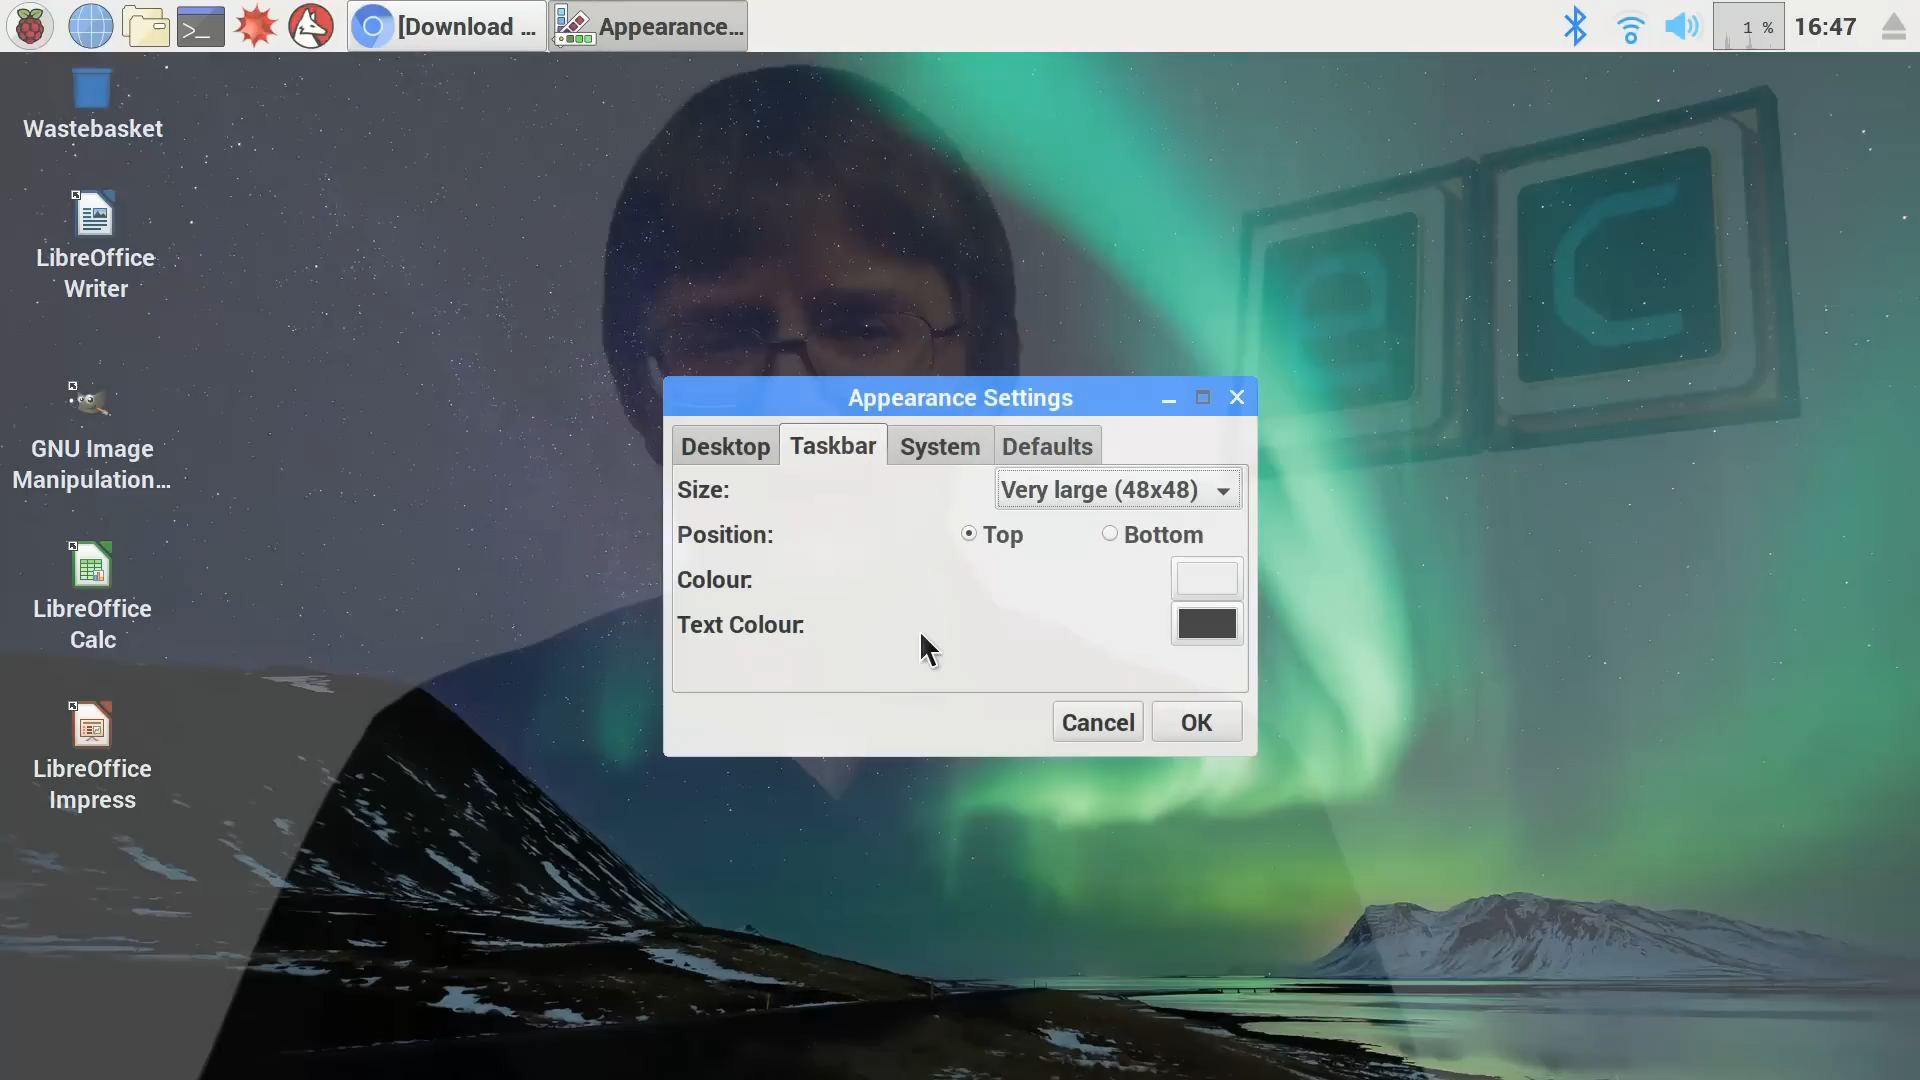 [Download ...
Appearance...
1 %
16:47
Wastebasket
LibreOffice
Writer
GNU Image
Manipulation...
LibreOffice
Calc
LibreOffice
Impress
e C
Appearance Settings
Desktop
Taskbar
System
Defaults
Size:
Very large (48x48)
Position:
Top
Bottom
Colour:
Text Colour:
Cancel
OK